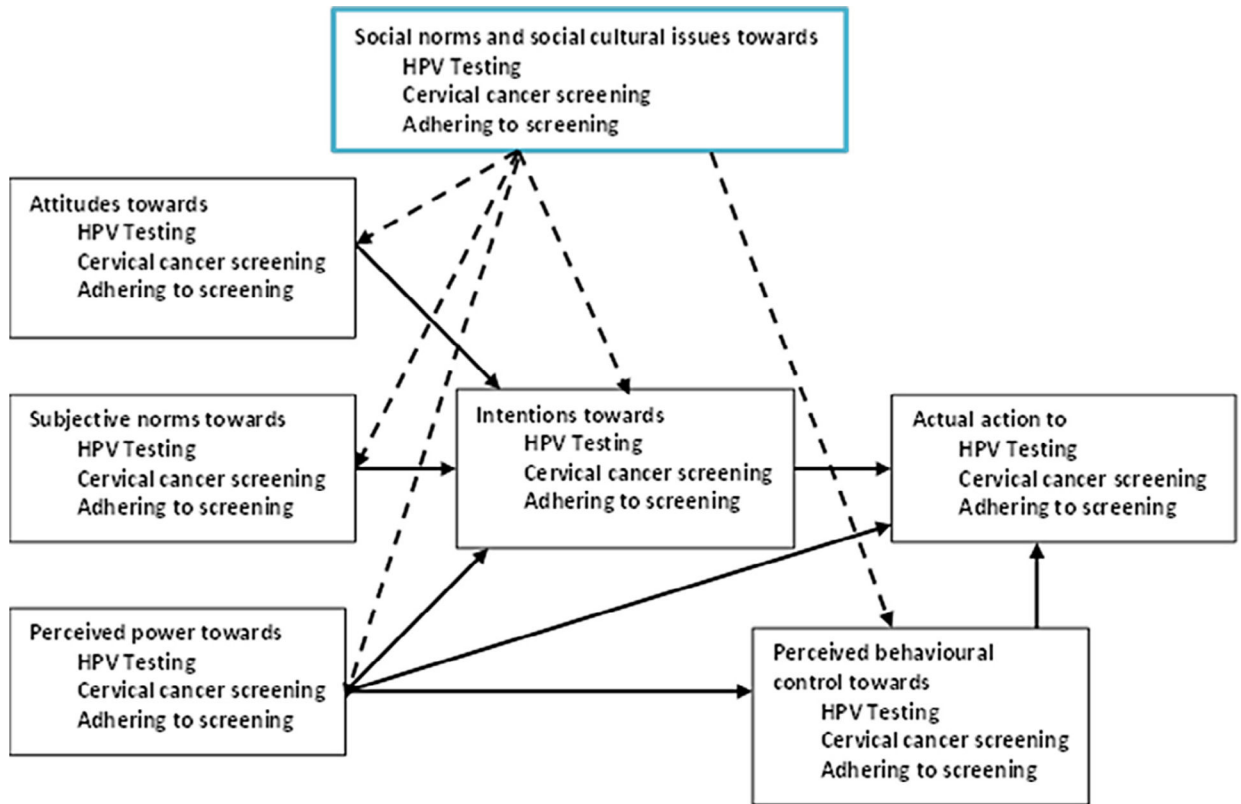 Social norms and social cultural issues towards
HPV Testing
Cervical cancer screening
Adhering to screening
Attitudes towards
HPV Testing
Cervical cancer screening
Adhering to screening
Subjective norms towards
HPV Testing
Cervical cancer screening
Adhering to screening
Intentions towards
HPV Testing
Cervical cancer screening
Adhering to screening
Actual action to
HPV Testing
Cervical cancer screening
Adhering to screening
Perceived power towards
HPV Testing
Cervical cancer screening
Adhering to screening
Perceived behavioural
control towards
HPV Testing
Cervical cancer screening
Adhering to screening